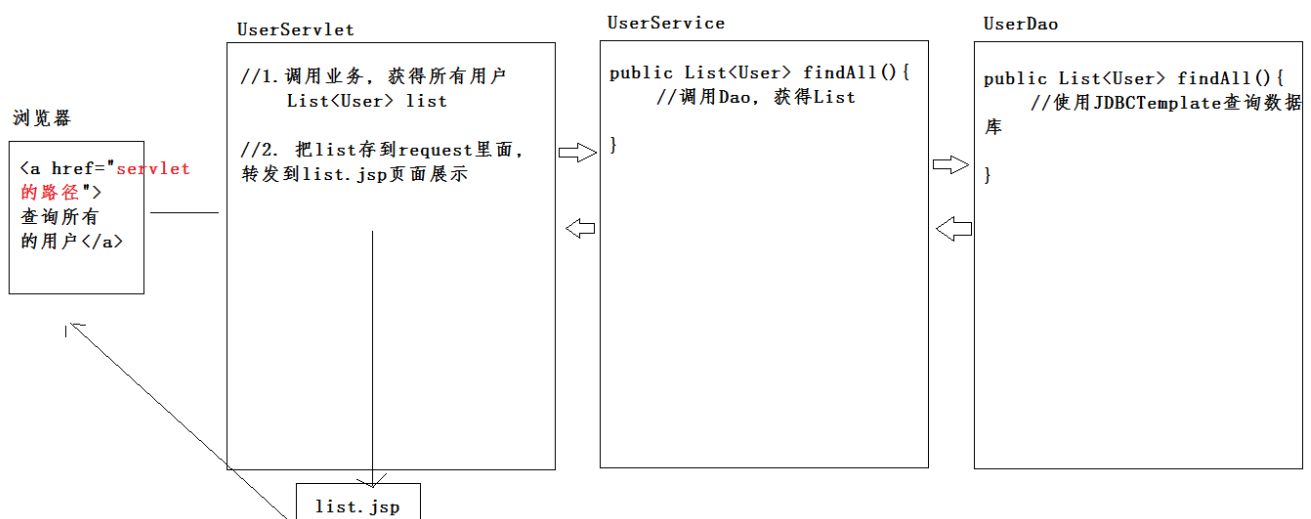 浏览器
<a href="servlet
的路径">
查询所有
的用户</a>
UserServlet
//1.调用业务，获得所有用户
List<User> list
//2. 把list存到request里面，
转发到list.jsp页面展示
UserService
public List<User> findAll(){
//调用Dao，获得List
}
UserDao
public List<User> findAll(){
//使用JDBCTemplate查询数据
库
}
list.jsp